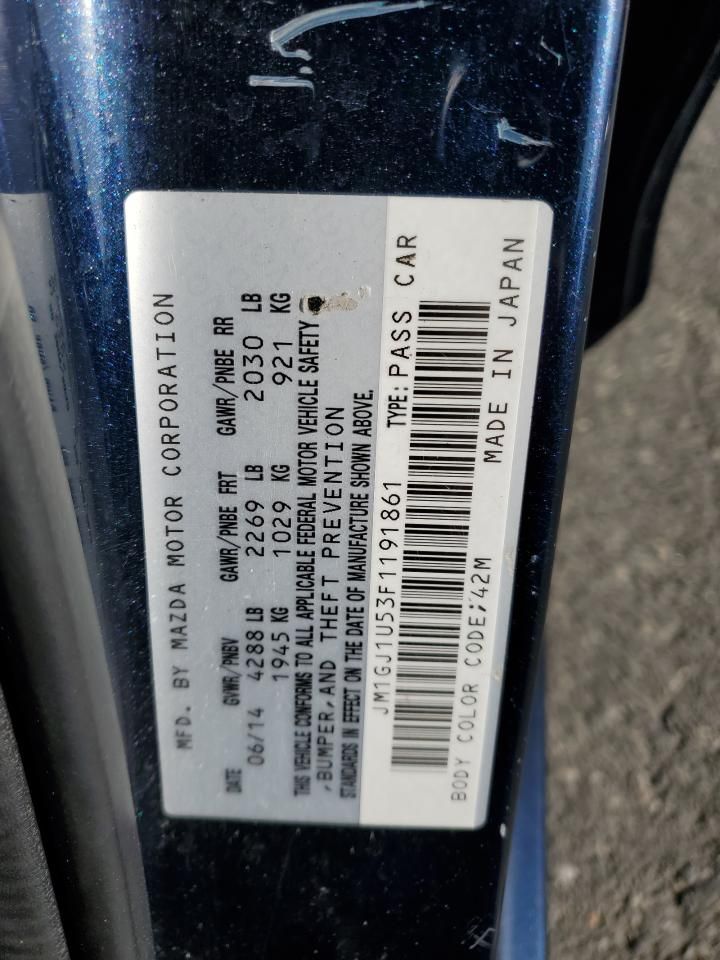 MFD. BY MAZDA MOTOR CORPORATION
DATE GVWR/PNBV GAWR/PNBE FRT GAWR/PNBE RR
06/14 4288 LB 2269 LB 2030 LB
1945 KG 1029 KG 921 KG
THIS VEHICLE CONFORMS TO ALL APPLICABLE FEDERAL MOTOR VEHICLE SAFETY
,BUMPER,AND THEFT PREVENTION
STANDARDS IN EFFECT ON THE DATE OF MANUFACTURE SHOWN ABOVE.
JM1GJ1U53F1191861 TYPE: PASS CAR
BODY COLOR CODE; 42M MADE IN JAPAN